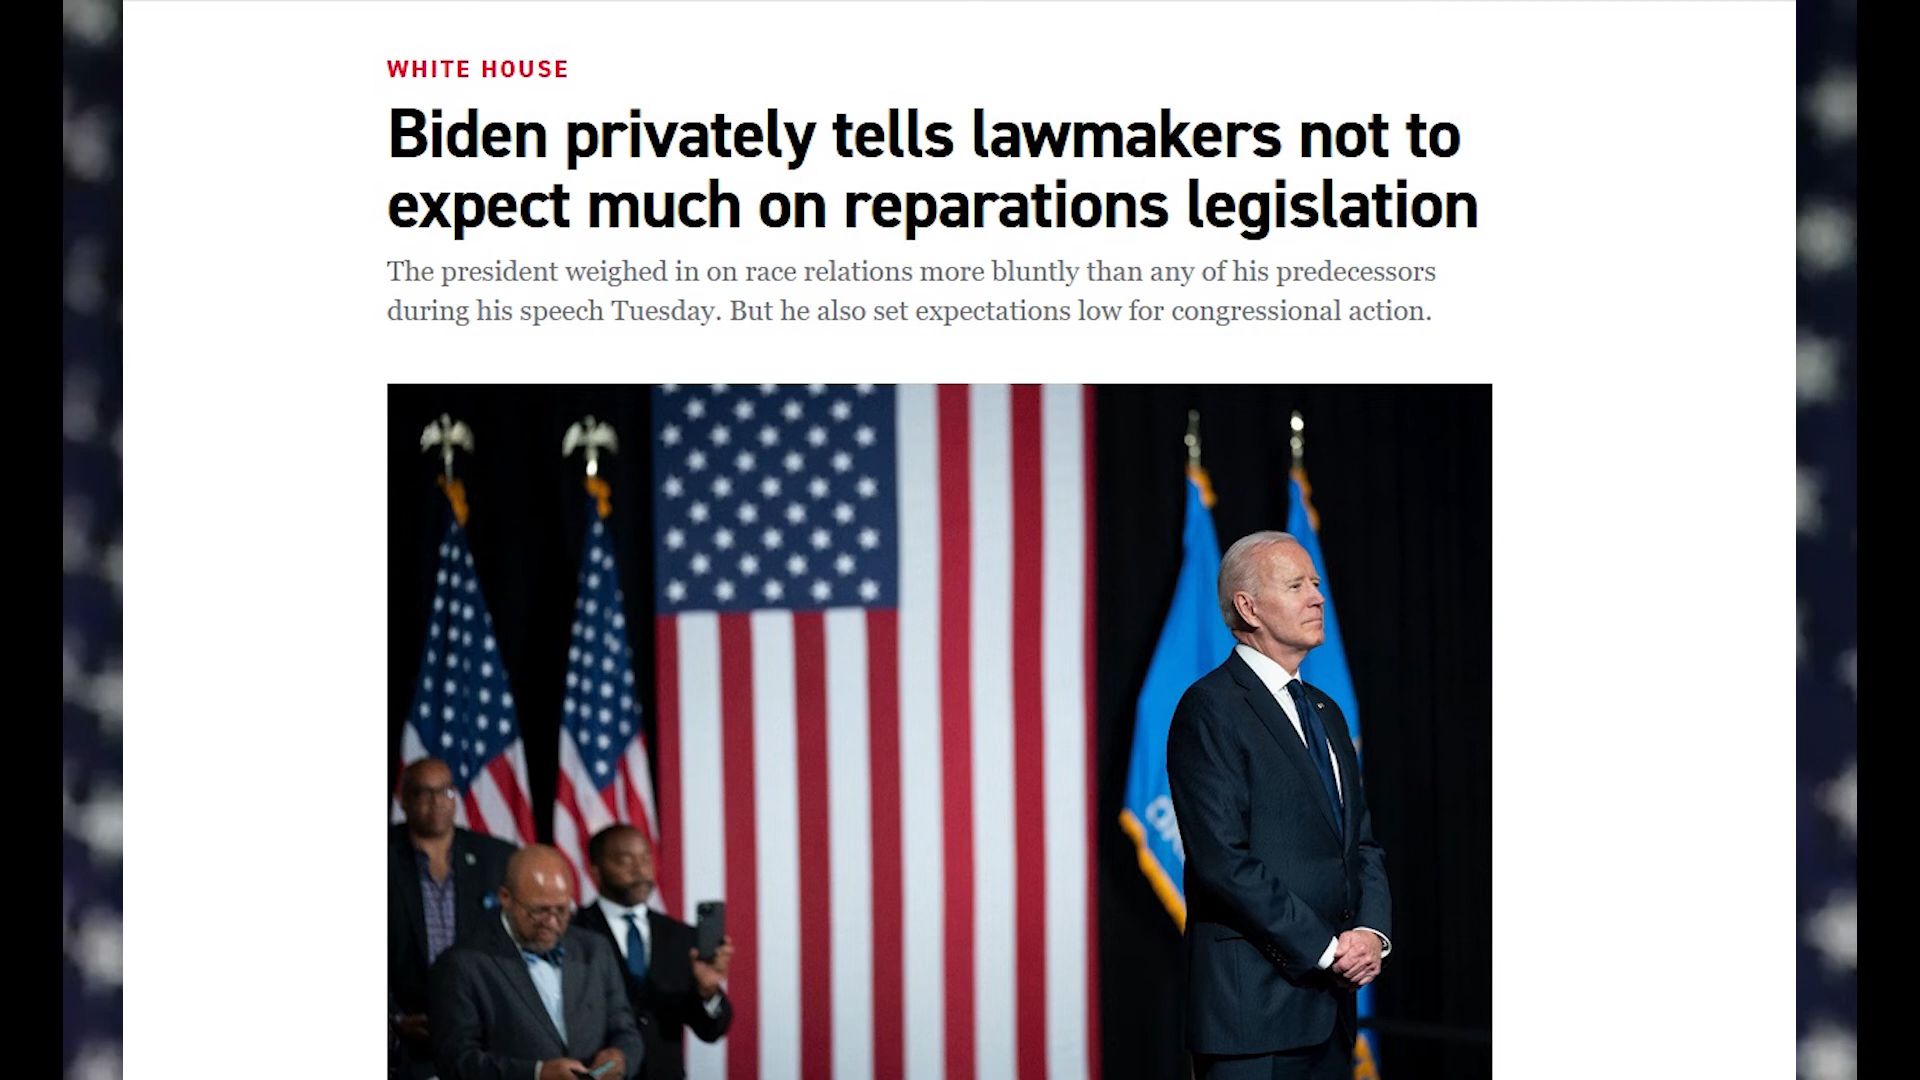 WHITE HOUSE
Biden privately tells lawmakers not to
expect much on reparations legislation
The president weighed in on race relations more bluntly than any of his predecessors
during his speech Tuesday. But he also set expectations low for congressional action.